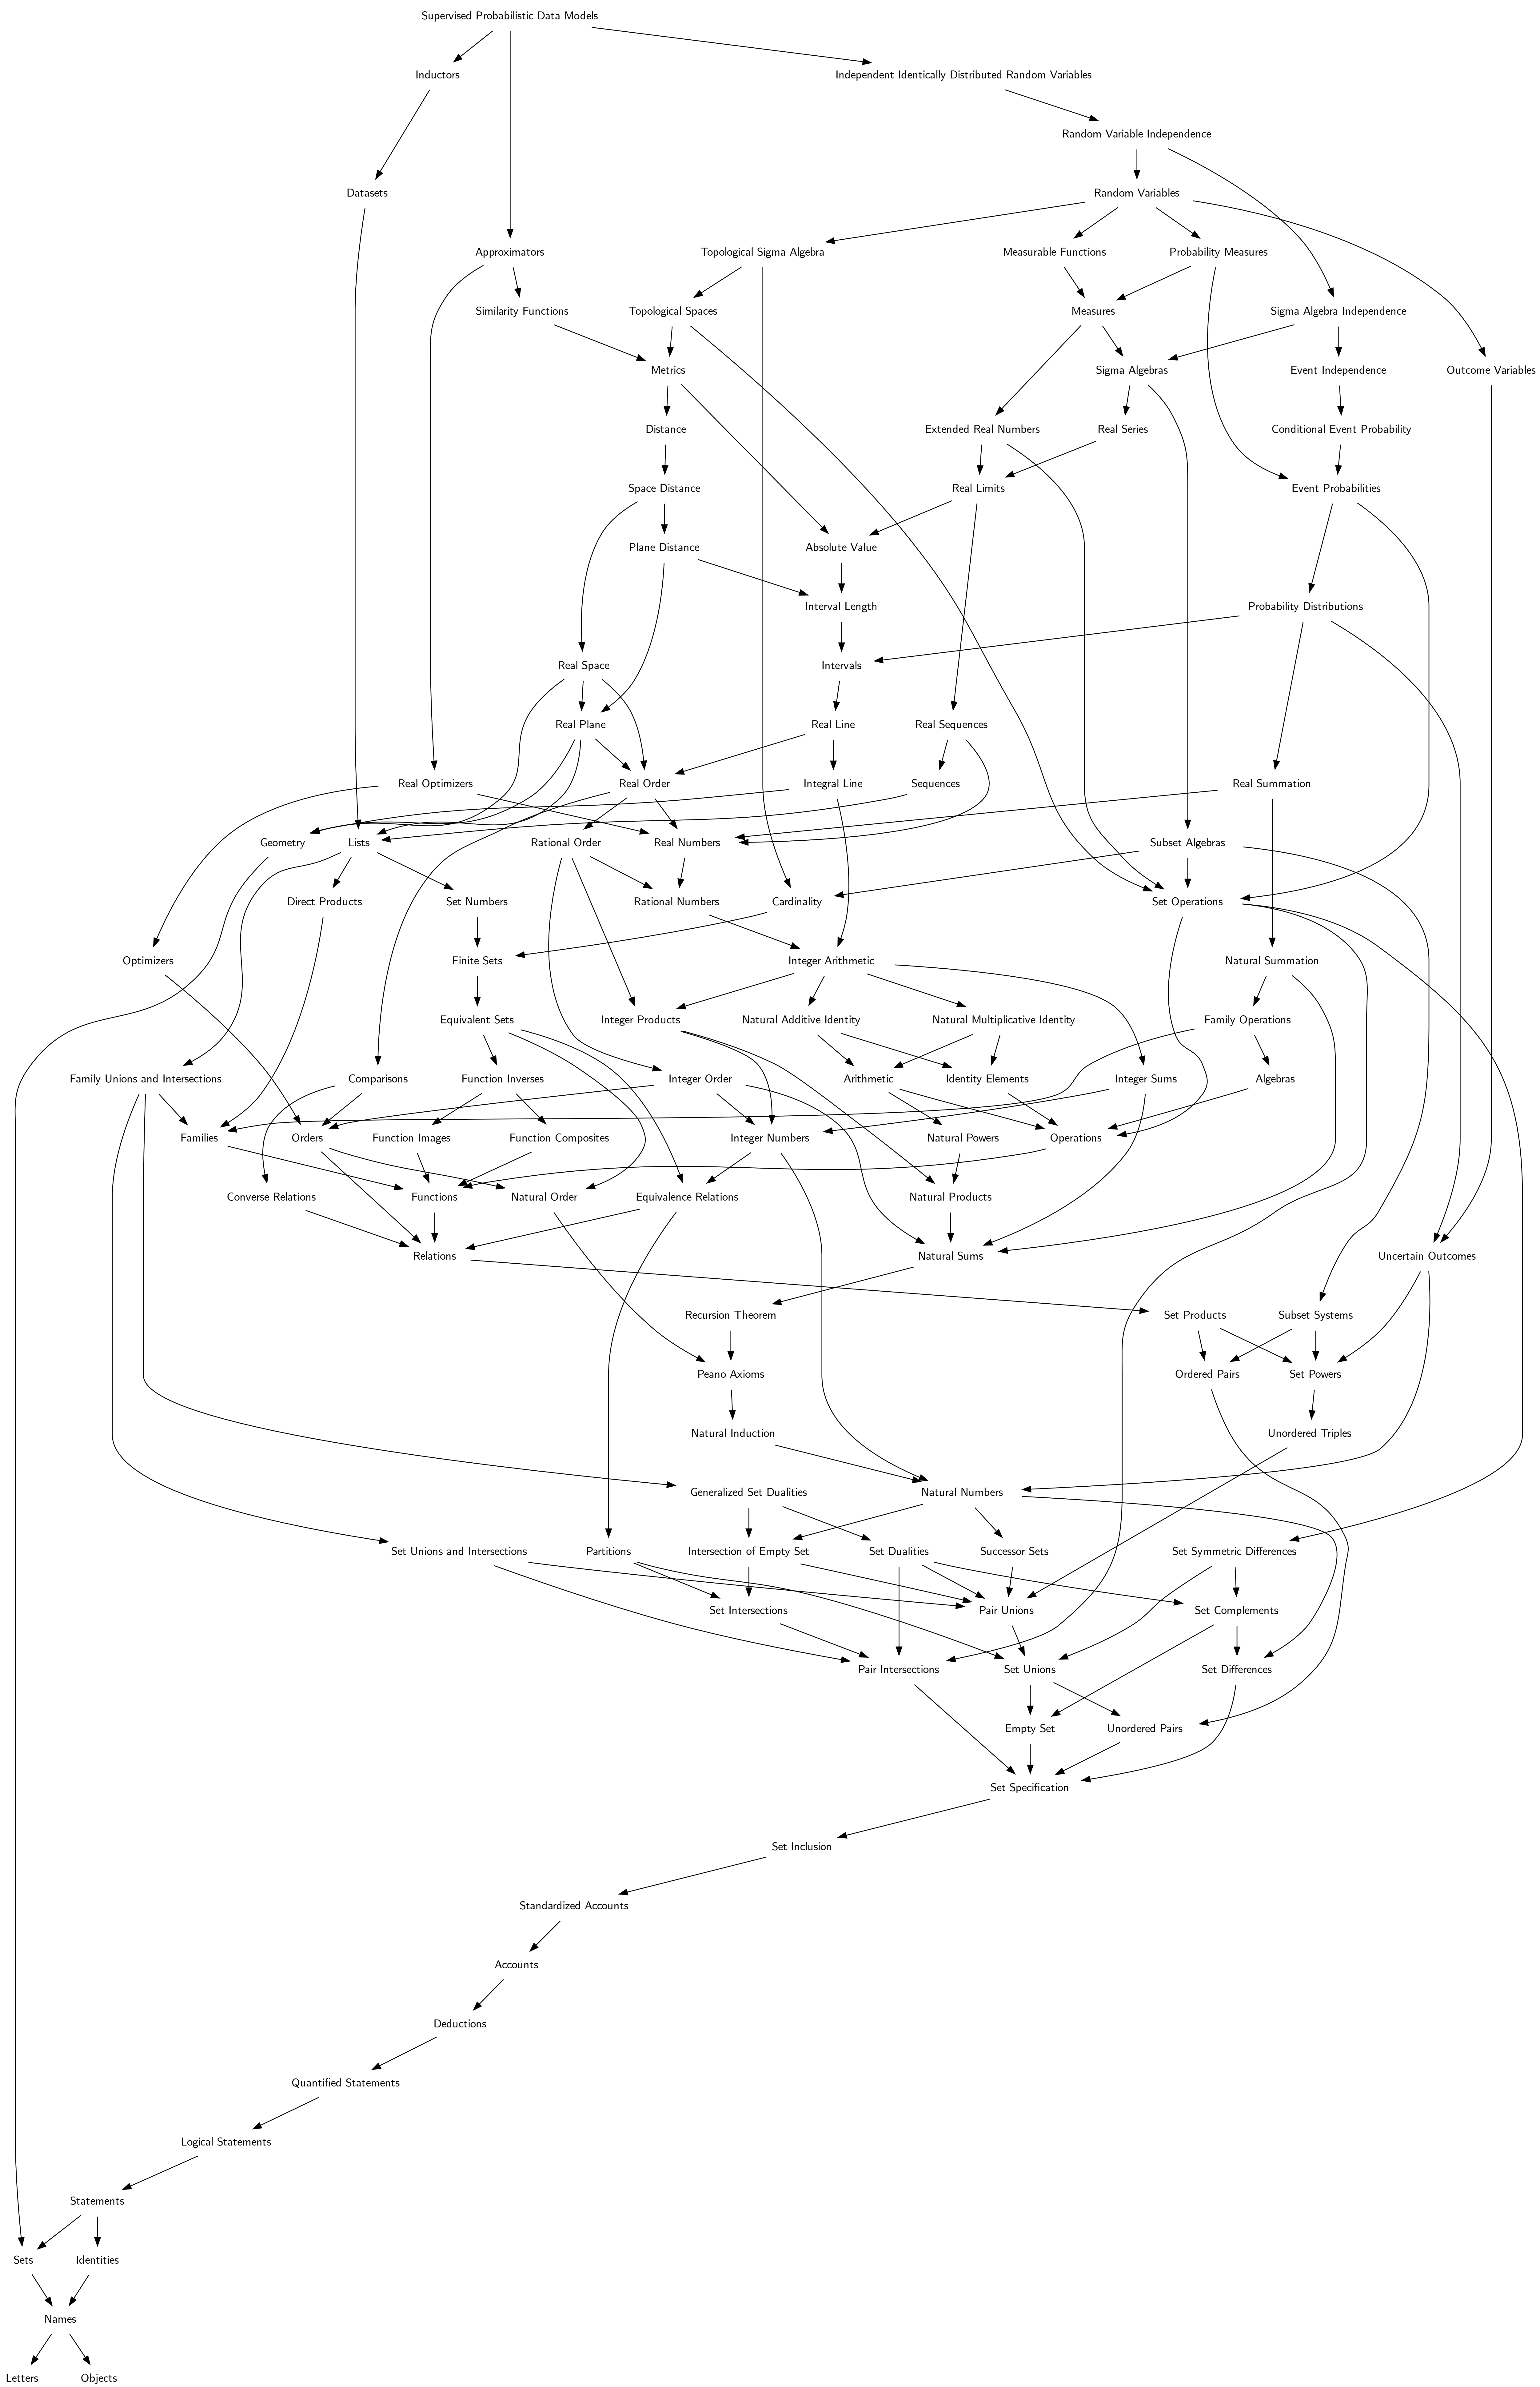 Supervised Probabilistic Data Models
Inductors
Independent Identically Distributed Random Variables
Random Variable Independence
Datasets
Random Variables
Approximators
Topological Sigma Algebra
Measurable Functions
Probability Measures
Similarity Functions
Topological Spaces
Measures
Sigma Algebra Independence
Metrics
Sigma Algebras
Event Independence
Outcome Variables
Distance
Extended Real Numbers
Real Series
Conditional Event Probability
Space Distance
Real Limits
Event Probabilities
Plane Distance
Absolute Value
Interval Length
Probability Distributions
Real Space
Intervals
Real Plane
Real Line
Real Sequences
Real Optimizers
Real Order
Integral Line
Sequences
Real Summation
Geometry
Lists
Rational Order
Real Numbers
Subset Algebras
Direct Products
Set Numbers
Rational Numbers
Cardinality
Set Operations
Optimizers
Finite Sets
Integer Arithmetic
Natural Summation
Equivalent Sets
Integer Products
Natural Additive Identity
Natural Multiplicative Identity
Family Operations
Family Unions and Intersections
Comparisons
Function Inverses
Integer Order
Arithmetic
Identity Elements
Integer Sums
Algebras
Families
Orders
Function Images
Function Composites
Integer Numbers
Natural Powers
Operations
Converse Relations
Functions
Natural Order
Equivalence Relations
Natural Products
Relations
Natural Sums
Uncertain Outcomes
Recursion Theorem
Set Products
Subset Systems
Peano Axioms
Ordered Pairs
Set Powers
Natural Induction
Unordered Triples
Generalized Set Dualities
Natural Numbers
Set Unions and Intersections
Partitions
Intersection of Empty Set
Set Dualities
Successor Sets
Set Symmetric Differences
Set Intersections
Pair Unions
Set Complements
Pair Intersections
Set Unions
Set Differences
Empty Set
Unordered Pairs
Set Specification
Set Inclusion
Standardized Accounts
Accounts
Deductions
Quantified Statements
Logical Statements
Statements
Sets
Identities
Names
Letters
Objects